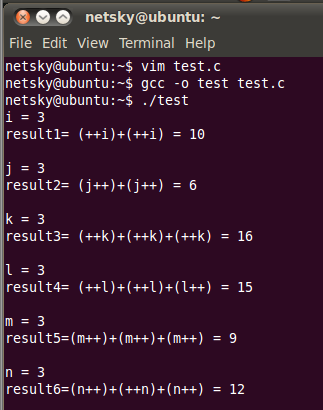 netsky@ubuntu: ~
File Edit View Terminal Help
netsky@ubuntu:~$ vim test.c
netsky@ubuntu:~$ gcc -o test test.c
netsky@ubuntu:~$ ./test
i = 3
result1= (++i)+(++i) = 10
j = 3
result2= (j++)+(j++) = 6
k = 3
result3= (++k)+(++k)+(++k) = 16
l = 3
result4= (++l)+(++l)+(l++) = 15
m = 3
result5=(m++)+(m++)+(m++) = 9
n = 3
result6=(n++)+(++n)+(n++) = 12